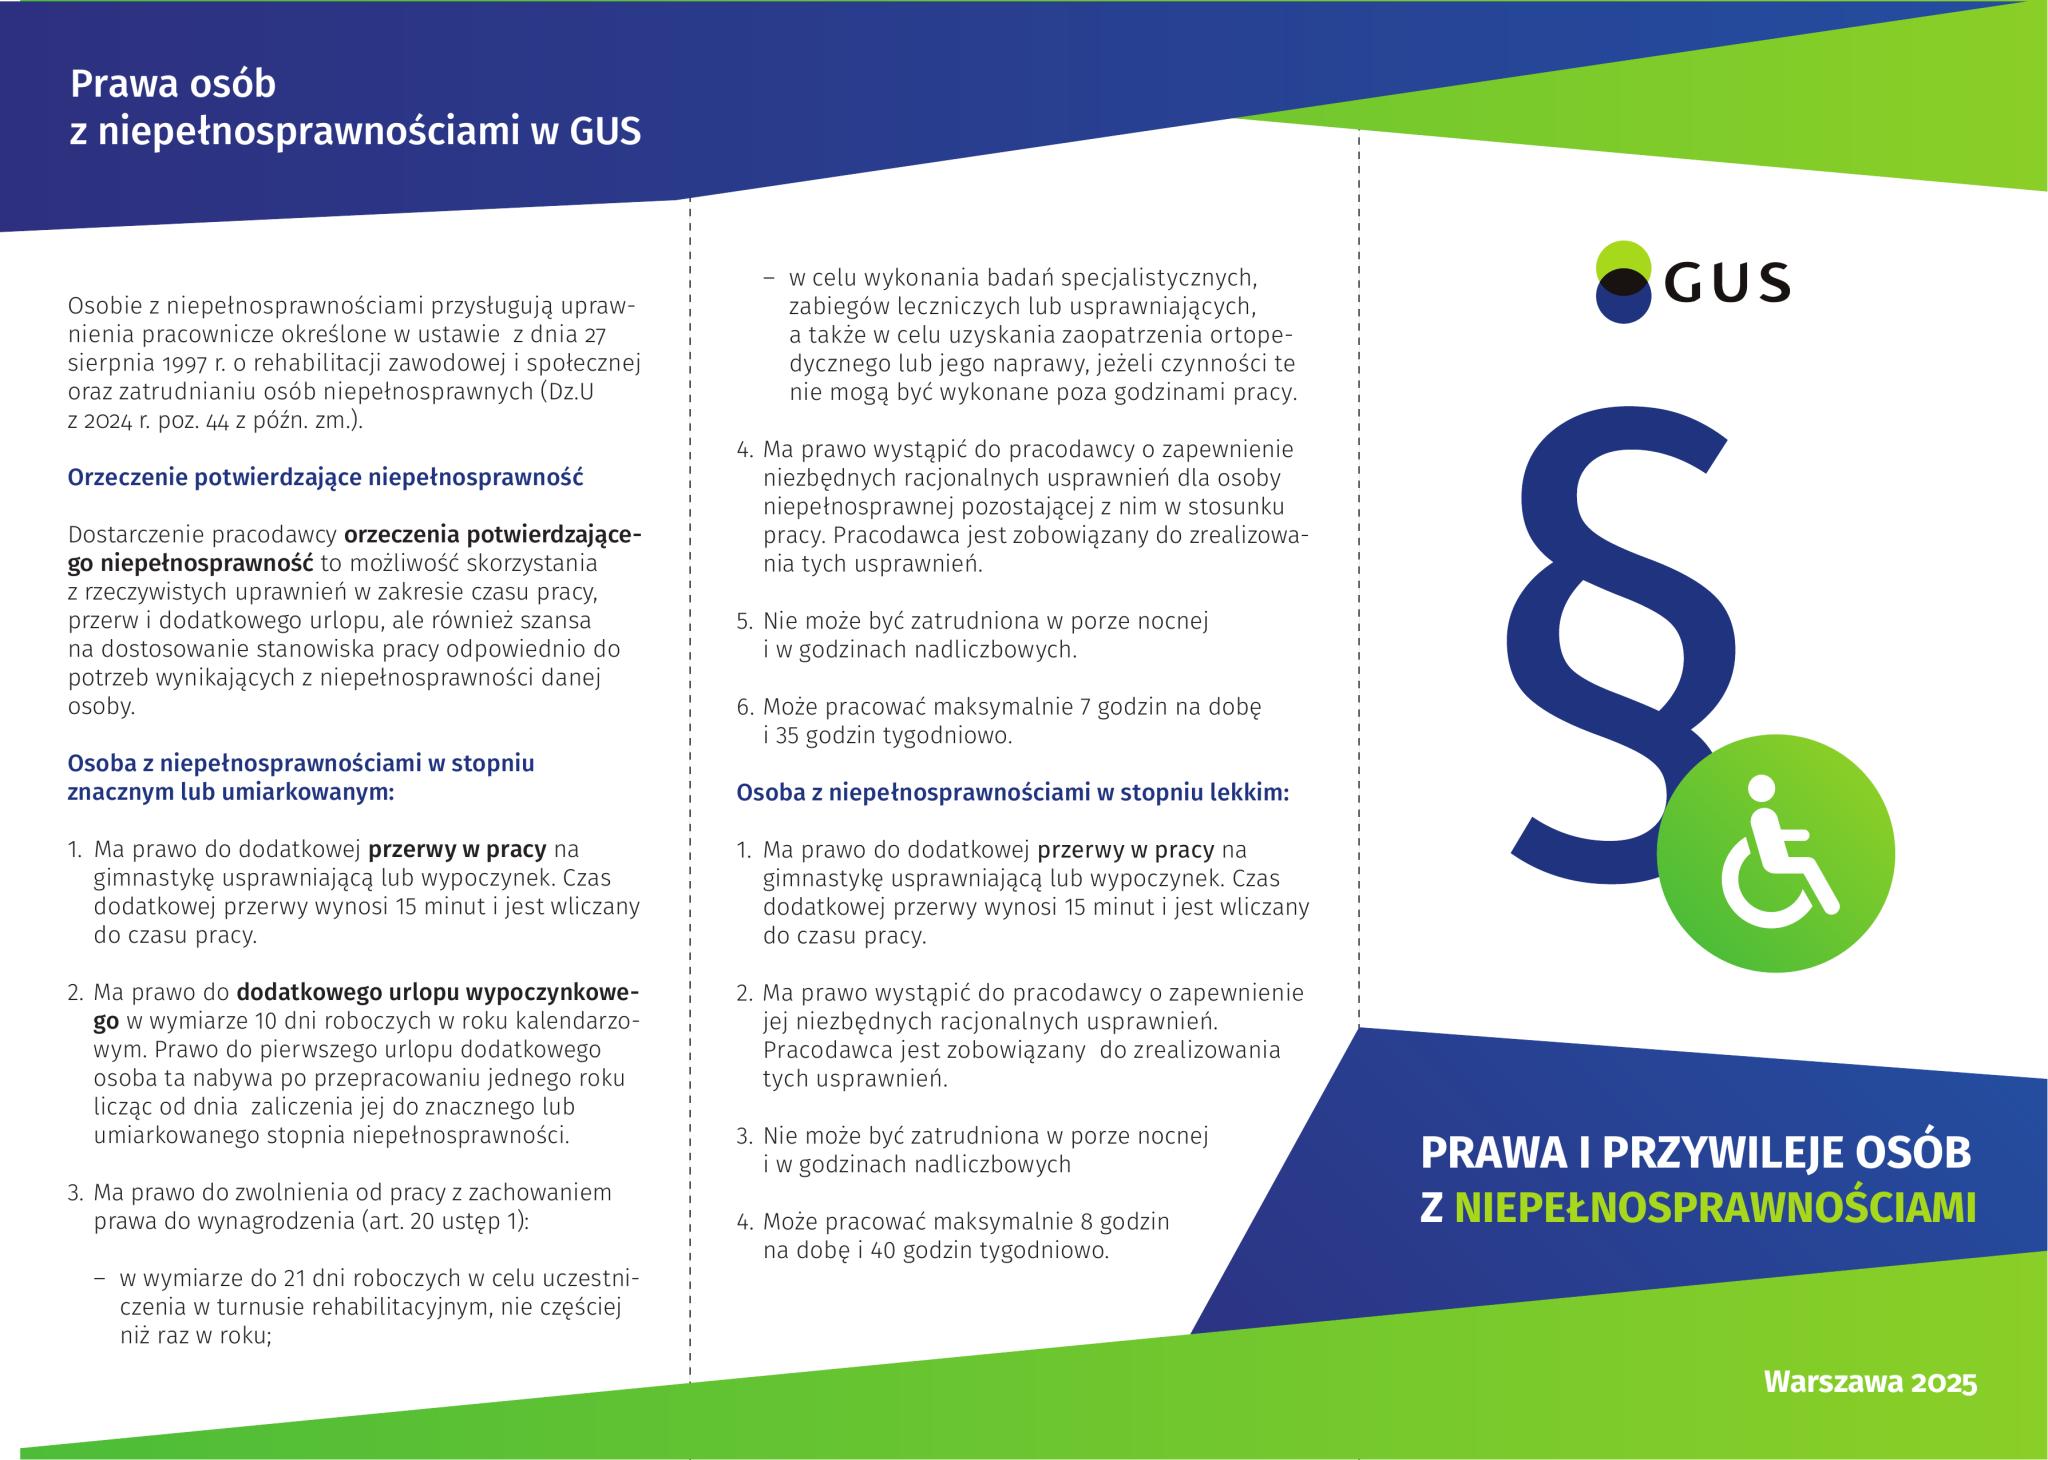 Prawa osób
z niepełnosprawnościami w GUS
Osobie z niepełnosprawnościami przysługują upraw-
nienia pracownicze określone w ustawie z dnia 27
sierpnia 1997 r. o rehabilitacji zawodowej i społecznej
oraz zatrudnianiu osób niepełnosprawnych (Dz.U
z 2024 r. poz. 44 z późn. zm.).
Orzeczenie potwierdzające niepełnosprawność
Dostarczenie pracodawcy orzeczenia potwierdzające-
go niepełnosprawność to możliwość skorzystania
z rzeczywistych uprawnień w zakresie czasu pracy,
przerw i dodatkowego urlopu, ale również szansa
na dostosowanie stanowiska pracy odpowiednio do
potrzeb wynikających z niepełnosprawności danej
osoby.
Osoba z niepełnosprawnościami w stopniu
znacznym lub umiarkowanym:
1. Ma prawo do dodatkowej przerwy w pracy na
gimnastykę usprawniającą lub wypoczynek. Czas
dodatkowej przerwy wynosi 15 minut i jest wliczany
do czasu pracy.
2. Ma prawo do dodatkowego urlopu wypoczynkowe-
go w wymiarze 10 dni roboczych w roku kalendarzo-
wym. Prawo do pierwszego urlopu dodatkowego
osoba ta nabywa po przepracowaniu jednego roku
licząc od dnia zaliczenia jej do znacznego lub
umiarkowanego stopnia niepełnosprawności.
3. Ma prawo do zwolnienia od pracy z zachowaniem
prawa do wynagrodzenia (art. 20 ustęp 1):
– w wymiarze do 21 dni roboczych w celu uczestni-
czenia w turnusie rehabilitacyjnym, nie częściej
niż raz w roku;
– w celu wykonania badań specjalistycznych,
zabiegów leczniczych lub usprawniających,
a także w celu uzyskania zaopatrzenia ortope-
dycznego lub jego naprawy, jeżeli czynności te
nie mogą być wykonane poza godzinami pracy.
4. Ma prawo wystąpić do pracodawcy o zapewnienie
niezbędnych racjonalnych usprawnień dla osoby
niepełnosprawnej pozostającej z nim w stosunku
pracy. Pracodawca jest zobowiązany do zrealizowa-
nia tych usprawnień.
5. Nie może być zatrudniona w porze nocnej
i w godzinach nadliczbowych.
6. Może pracować maksymalnie 7 godzin na dobę
i 35 godzin tygodniowo.
Osoba z niepełnosprawnościami w stopniu lekkim:
1. Ma prawo do dodatkowej przerwy w pracy na
gimnastykę usprawniającą lub wypoczynek. Czas
dodatkowej przerwy wynosi 15 minut i jest wliczany
do czasu pracy.
2. Ma prawo wystąpić do pracodawcy o zapewnienie
jej niezbędnych racjonalnych usprawnień.
Pracodawca jest zobowiązany do zrealizowania
tych usprawnień.
3. Nie może być zatrudniona w porze nocnej
i w godzinach nadliczbowych
4. Może pracować maksymalnie 8 godzin
na dobę i 40 godzin tygodniowo.
GUS
§
PRAWA I PRZYWILEJE OSÓB
Z NIEPEŁNOSPRAWNOŚCIAMI
Warszawa 2025